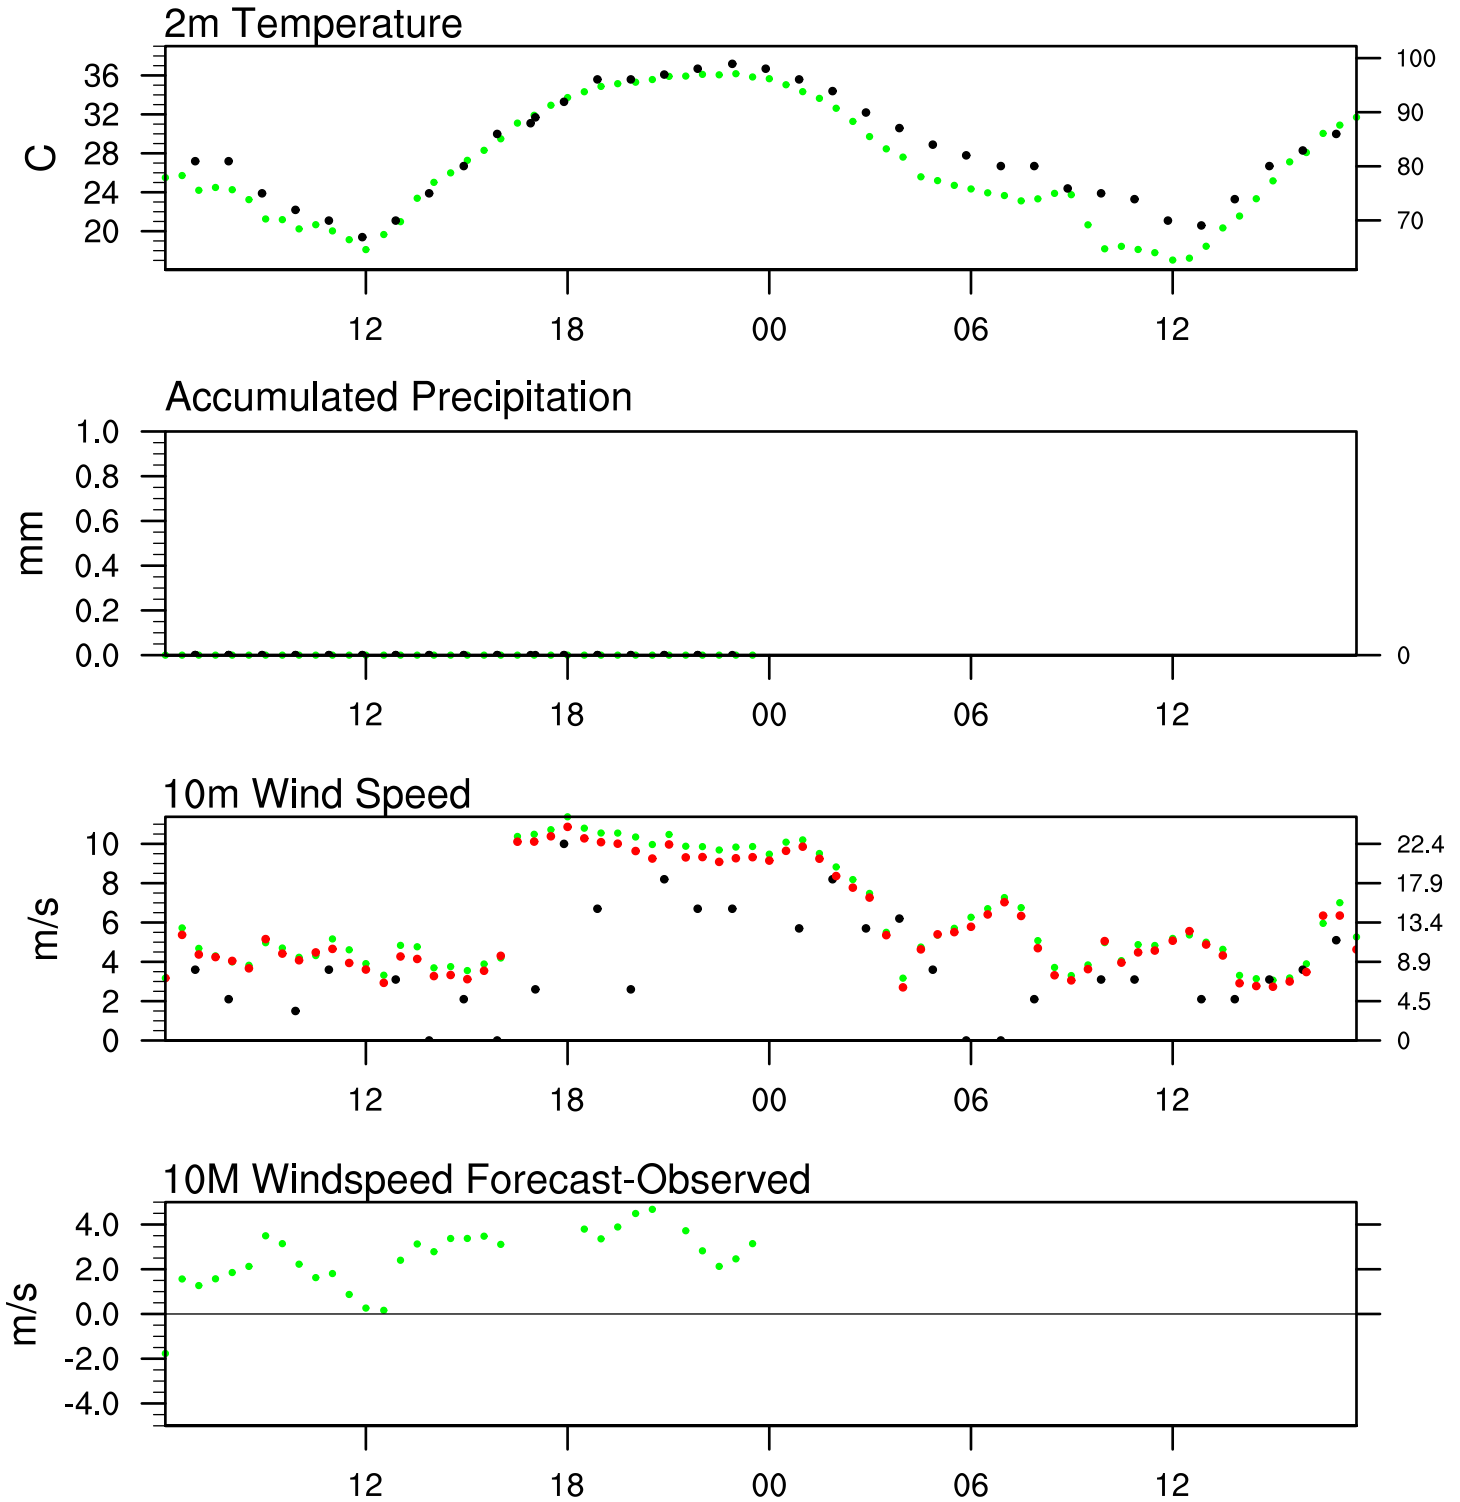 2m Temperature
36
32
28
24
20
C
100
90
80
70
12 18 00 06 12
Accumulated Precipitation
1.0
0.8
0.6
0.4
0.2
0.0
mm
0
12 18 00 06 12
10m Wind Speed
10
8
6
4
2
0
m/s
22.4
17.9
13.4
8.9
4.5
0
12 18 00 06 12
10M Windspeed Forecast-Observed
4.0
2.0
0.0
-2.0
-4.0
m/s
12 18 00 06 12